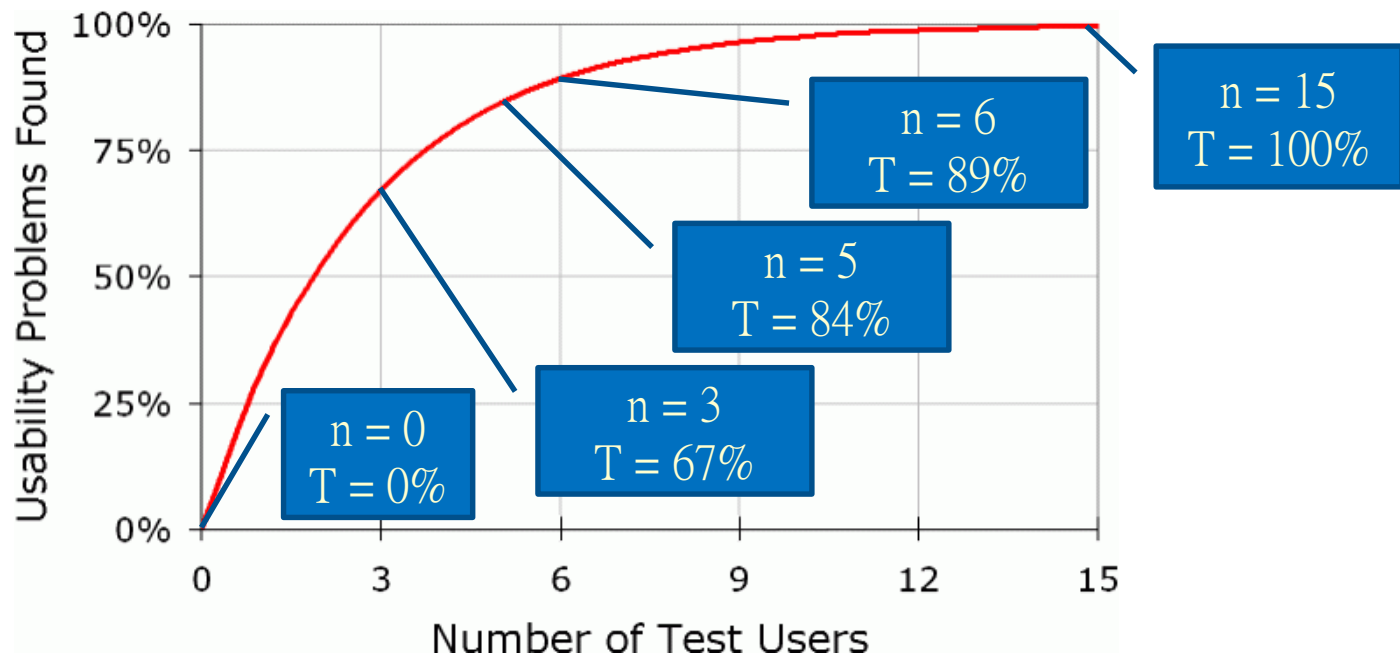 Usability Problems Found
100%
75%
50%
25%
0%
n = 0
T = 0%
n = 3
T = 67%
n = 5
T = 84%
n = 6
T = 89%
n = 15
T = 100%
0 3 6 9 12 15
Number of Test Users